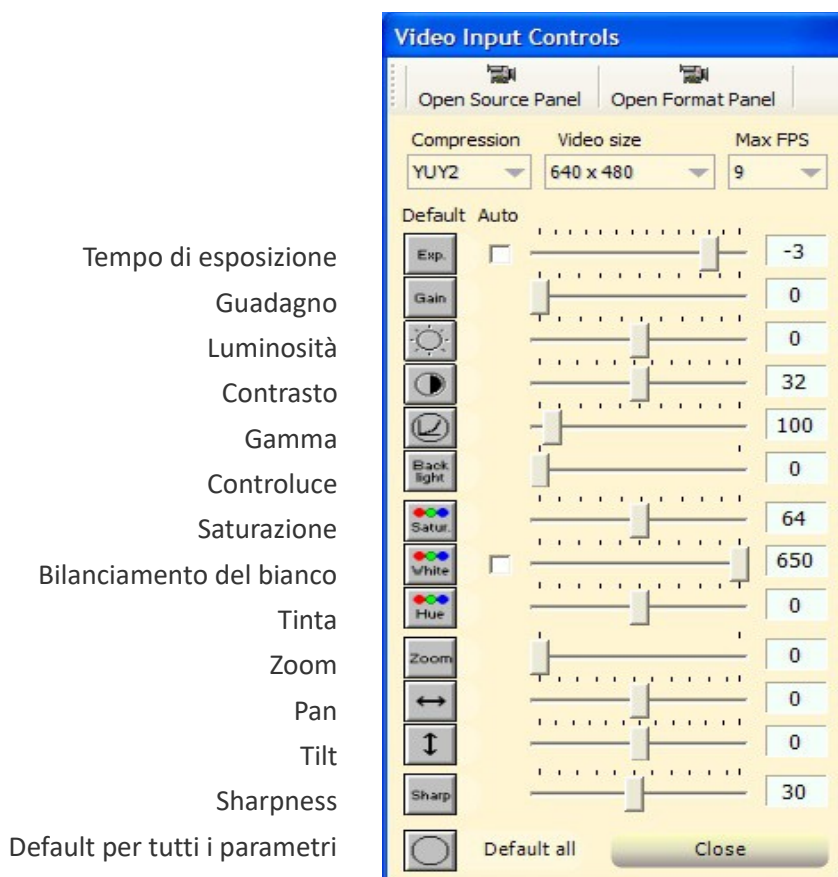 Video Input Controls
Open Source Panel Open Format Panel
Compression Video size Max FPS
YUY2 640 x 480 9
Default Auto
Tempo di esposizione Exp. -3
Guadagno Gain 0
Luminosità 0
Contrasto 32
Gamma 100
Controluce Back light 0
Saturazione Satur. 64
Bilanciamento del bianco White 650
Tinta Hue 0
Zoom Zoom 0
Pan 0
Tilt 0
Sharpness Sharp 30
Default per tutti i parametri Default all Close